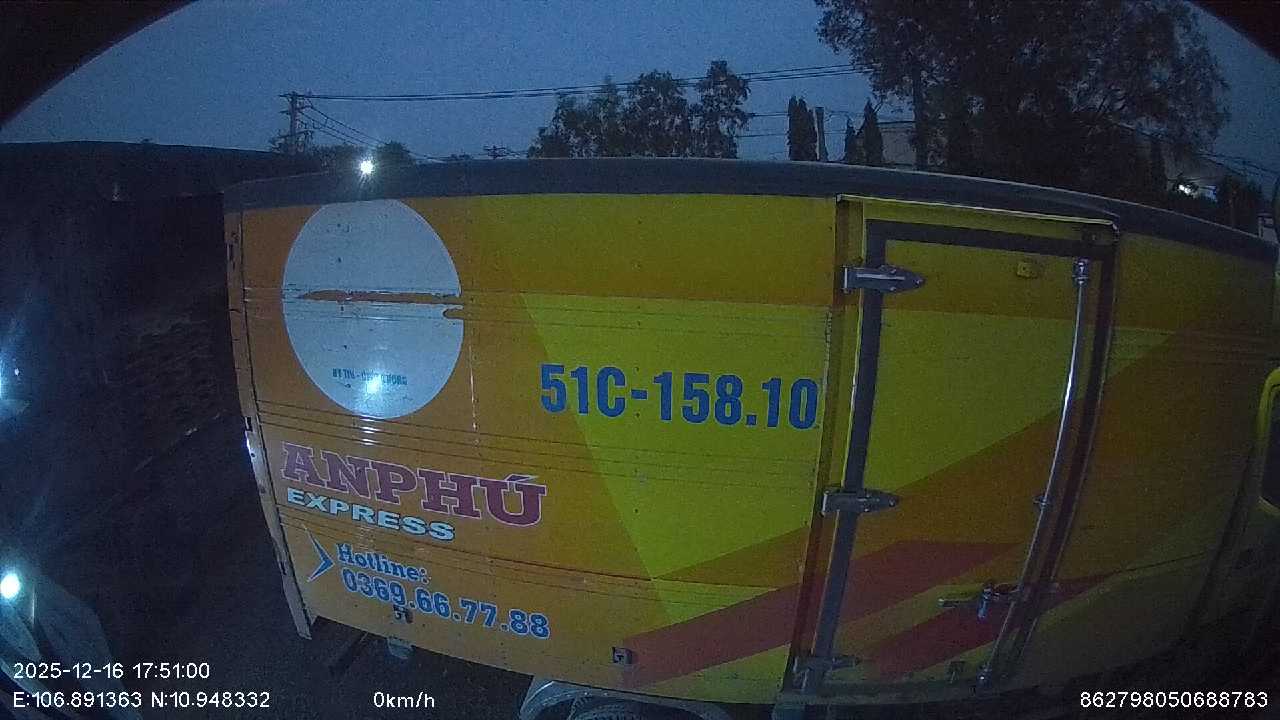 51C-158.10
ANPHÚ
EXPRESS
Hotline:
0369.66.77.88
2025-12-16 17:51:00
E:106.891363 N:10.948332
0km/h
862798050688783